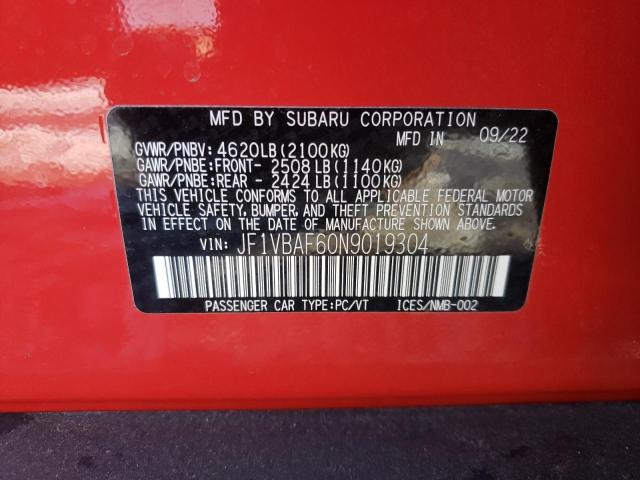 MFD BY SUBARU CORPORATION
MFD IN 09/22
GVWR/PNBV: 4620LB(2100KG)
GAWR/PNBE:FRONT- 2508 LB(1140KG)
GAWR/PNBE:REAR - 2424 LB(1100KG)
THIS VEHICLE CONFORMS TO ALL APPLICABLE FEDERAL MOTOR
VEHICLE SAFETY, BUMPER, AND THEFT PREVENTION STANDARDS
IN EFFECT ON THE DATE OF MANUFACTURE SHOWN ABOVE.
VIN: JF1VBAF60N9019304
PASSENGER CAR TYPE:PC/VT ICES/NMB-002